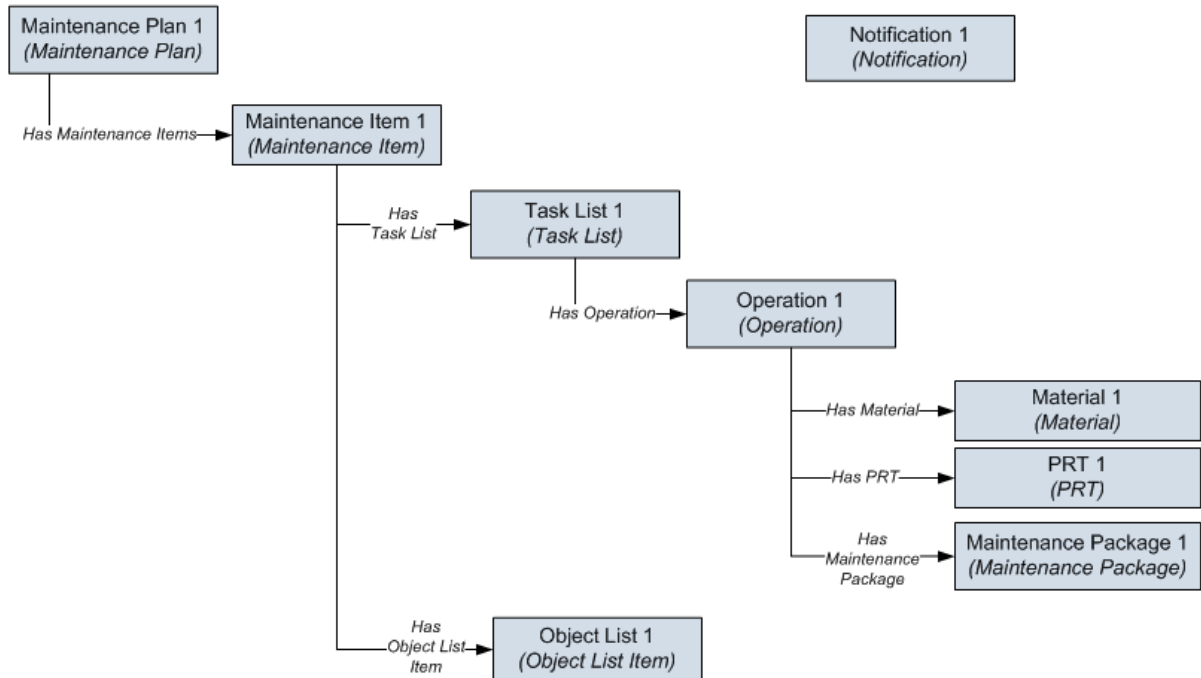 Maintenance Plan 1
(Maintenance Plan)
Notification 1
(Notification)
Has Maintenance Items
Maintenance Item 1
(Maintenance Item)
Has
Task List
Task List 1
(Task List)
Has Operation
Operation 1
(Operation)
Has Material
Material 1
(Material)
Has PRT
PRT 1
(PRT)
Has
Maintenance
Package
Maintenance Package 1
(Maintenance Package)
Has
Object List
Item
Object List 1
(Object List Item)